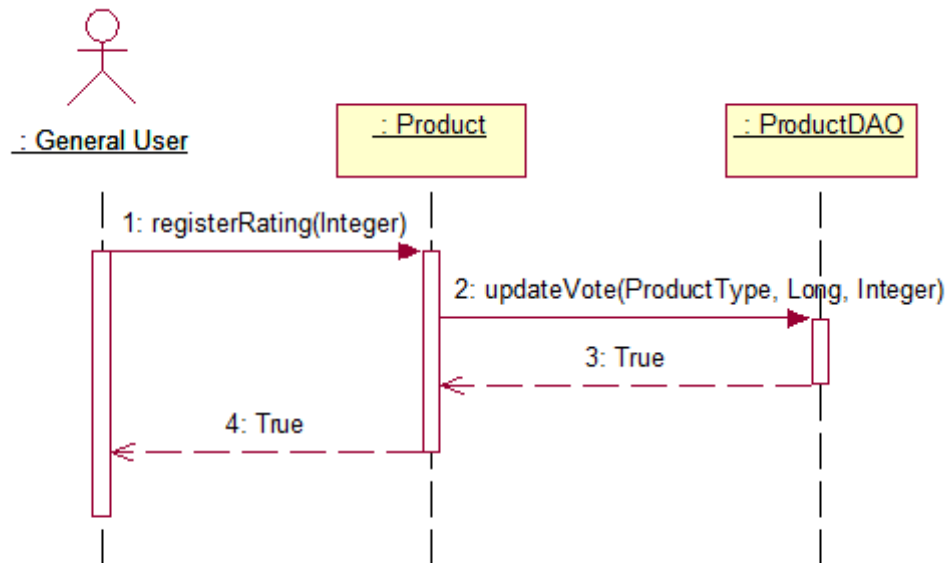 : General User
: Product
: ProductDAO
1: registerRating(Integer)
2: updateVote(ProductType, Long, Integer)
3: True
4: True